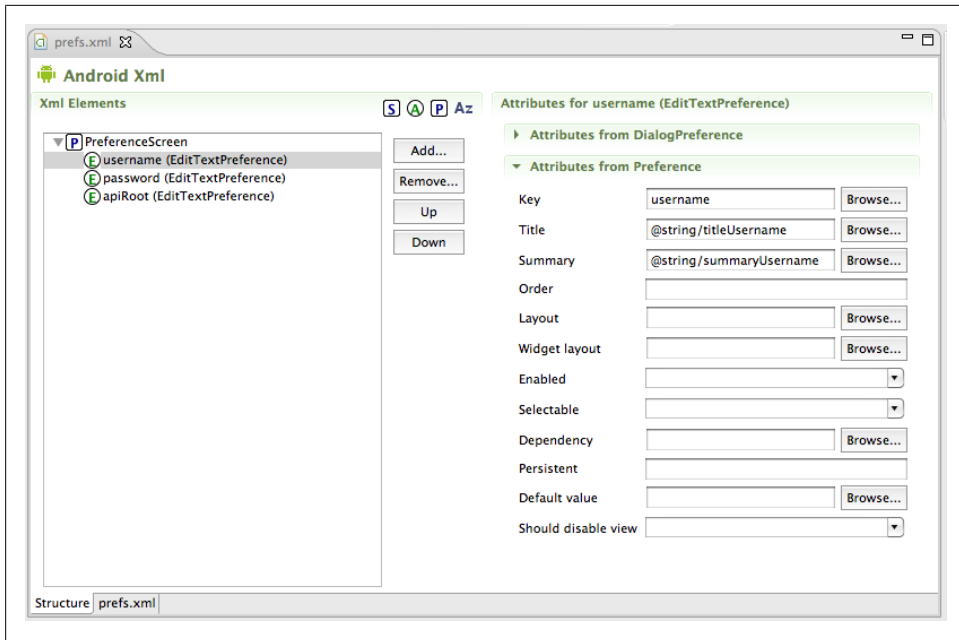 prefs.xml
Android Xml
Xml Elements
S A P Az
P PreferenceScreen
E username (EditTextPreference)
E password (EditTextPreference)
E apiRoot (EditTextPreference)
Add...
Remove...
Up
Down
Attributes for username (EditTextPreference)
Attributes from DialogPreference
Attributes from Preference
Key username Browse...
Title @string/titleUsername Browse...
Summary @string/summaryUsername Browse...
Order
Layout Browse...
Widget layout Browse...
Enabled
Selectable
Dependency Browse...
Persistent
Default value Browse...
Should disable view
Structure prefs.xml